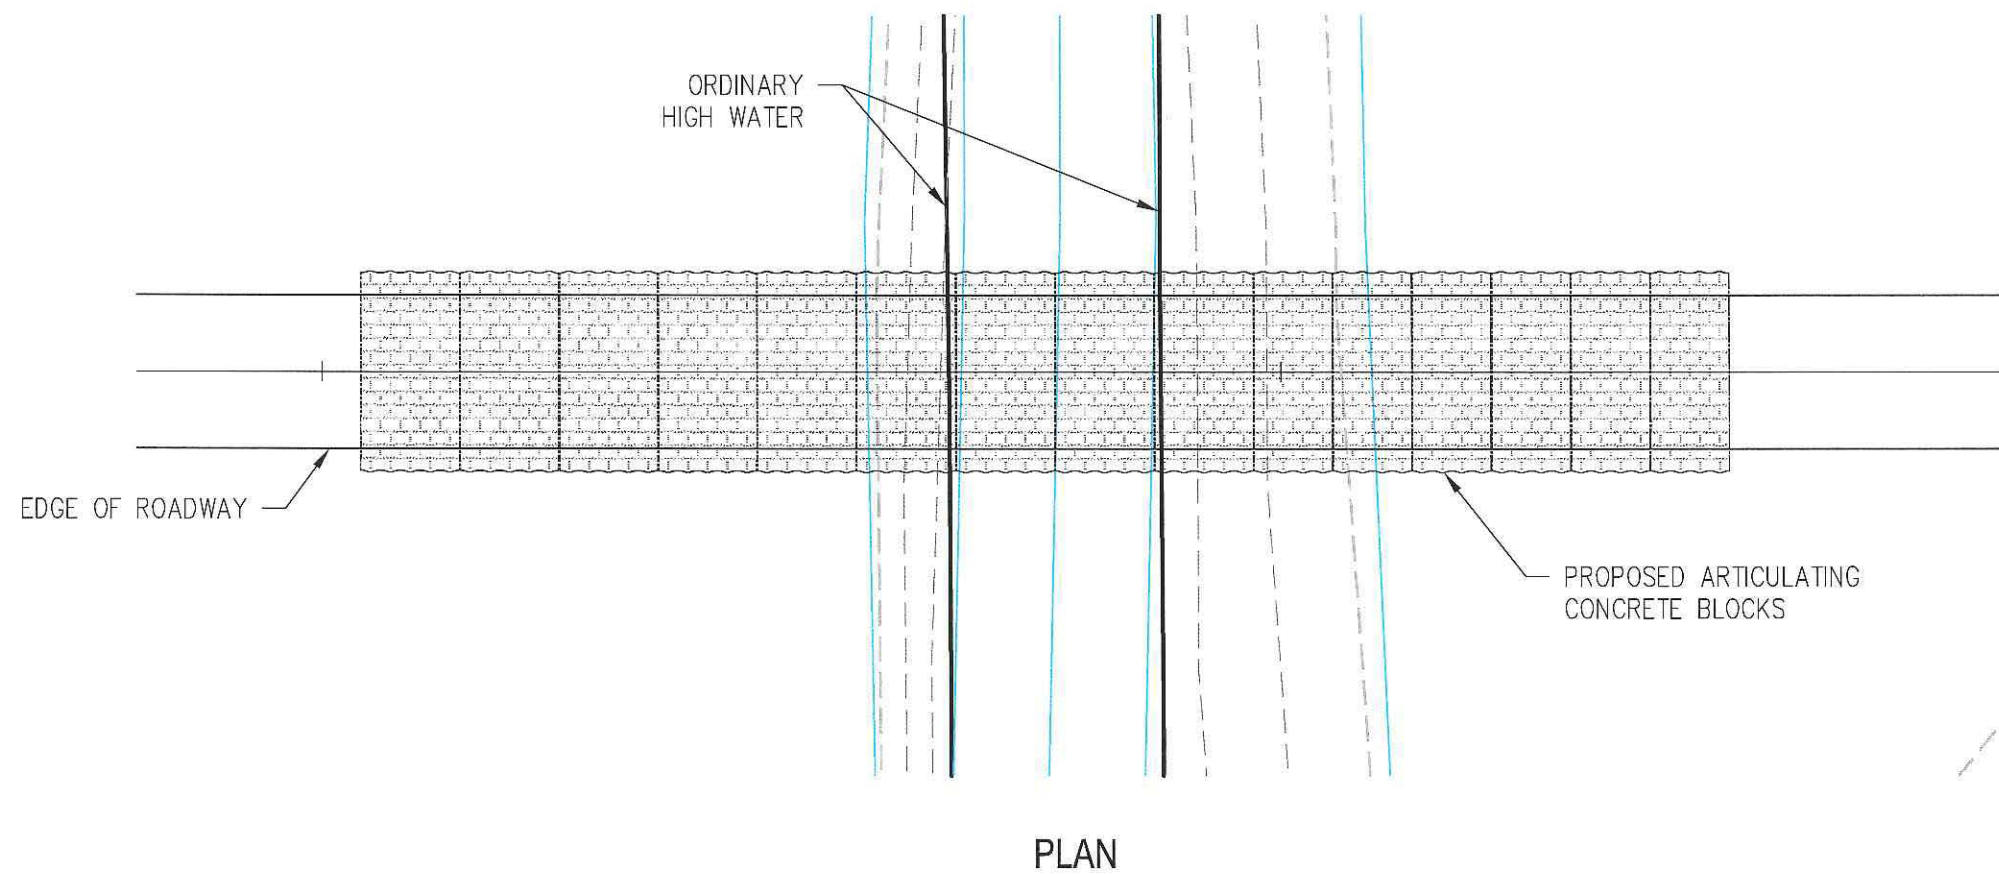 ORDINARY
HIGH WATER
EDGE OF ROADWAY
PROPOSED ARTICULATING
CONCRETE BLOCKS
PLAN